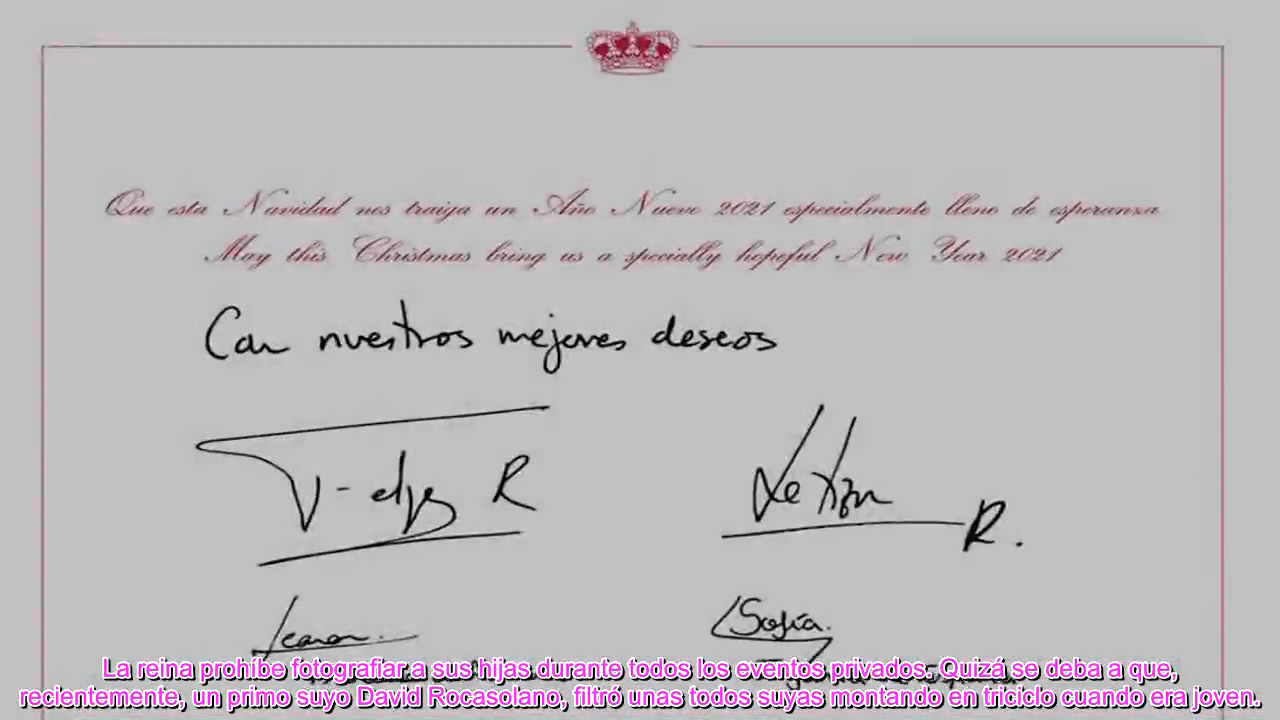 Que esta Navidad nos traiga un Año Nuevo 2021 especialmente lleno de esperanza
May this Christmas bring us a specially hopeful New Year 2021
Con nuestros mejores deseos
Felipe R
Letizia R.
Leonor.
Sofía.
La reina prohíbe fotografiar a sus hijas durante todos los eventos privados. Quizá se deba a que,
recientemente, un primo suyo David Rocasolano, filtró unas todos suyas montando en triciclo cuando era joven.